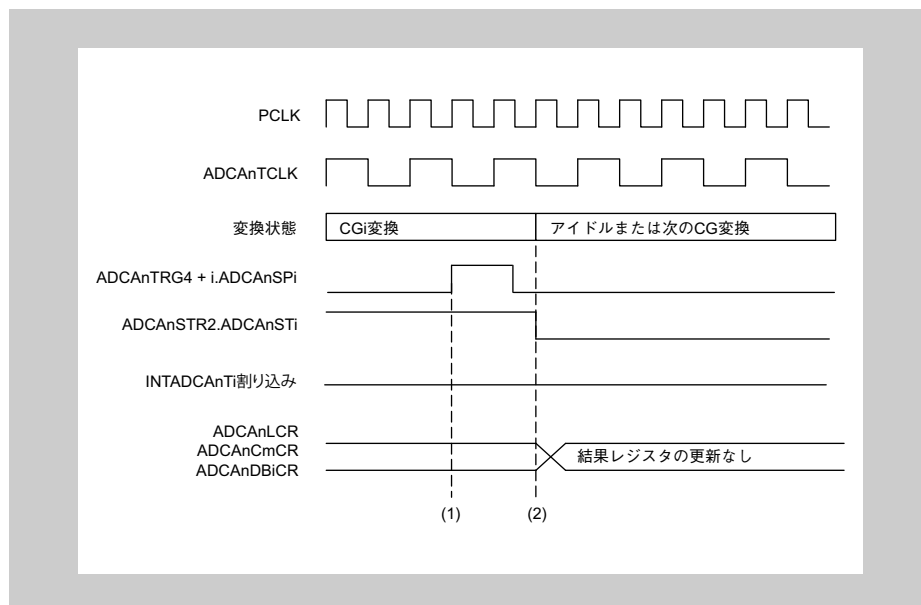 PCLK
ADCAnTCLK
変換状態
CGi変換
アイドルまたは次のCG変換
ADCAnTRG4 + i.ADCAnSPi
ADCAnSTR2.ADCAnSTi
INTADCAnTi割り込み
ADCAnLCR
ADCAnCmCR
ADCAnDBiCR
結果レジスタの更新なし
(1)
(2)